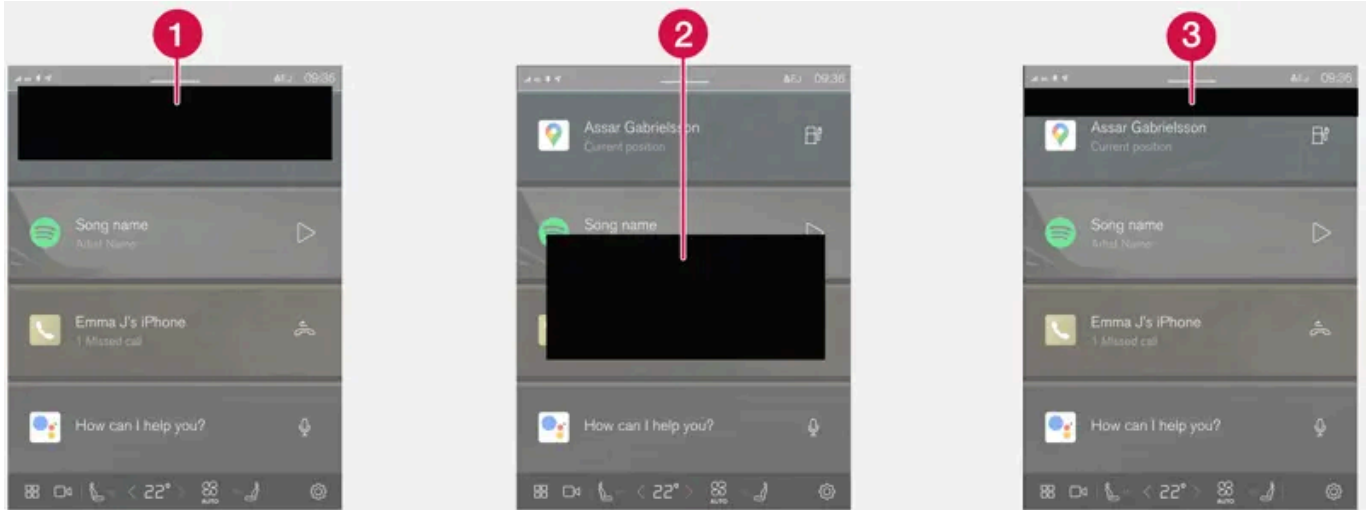 1
2
3
09:36
Song name
Artist Name
Emma J's iPhone
1 Missed call
How can I help you?
22°
AUTO
09:36
Assar Gabrielsson
Current position
Song name
How can I help you?
22°
AUTO
09:36
Assar Gabrielsson
Current position
Song name
Artist Name
Emma J's iPhone
1 Missed call
How can I help you?
22°
AUTO